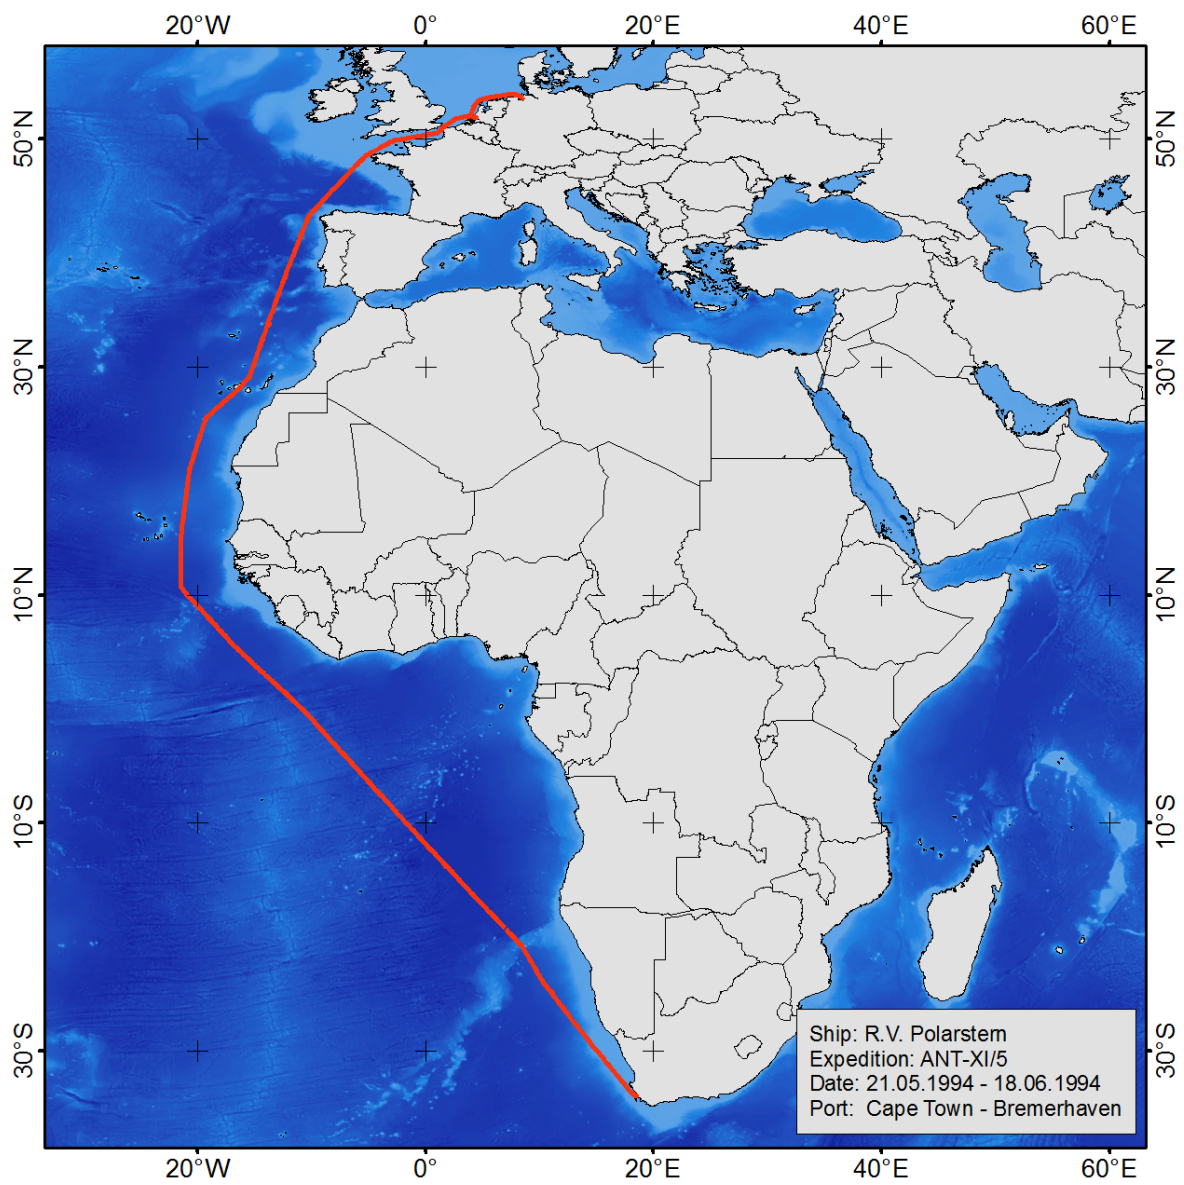 20°W 0° 20°E 40°E 60°E
50°N 50°N
30°N 30°N
10°N 10°N
10°S 10°S
30°S 30°S
Ship: R.V. Polarstern
Expedition: ANT-XI/5
Date: 21.05.1994 - 18.06.1994
Port: Cape Town - Bremerhaven
20°W 0° 20°E 40°E 60°E